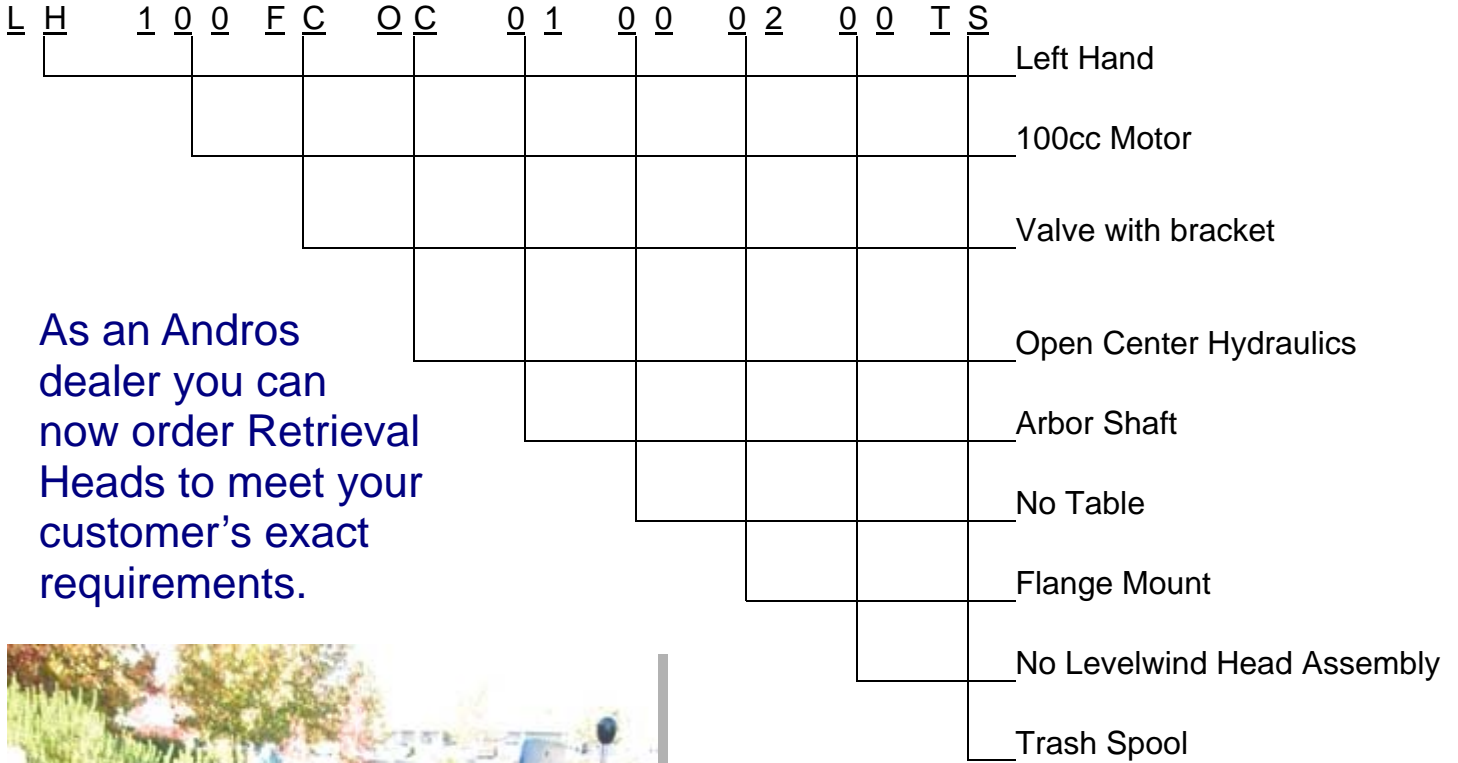 LH 100 FC OC 01 00 02 00 TS
Left Hand
100cc Motor
Valve with bracket
Open Center Hydraulics
Arbor Shaft
No Table
Flange Mount
No Levelwind Head Assembly
Trash Spool
As an Andros
dealer you can
now order Retrieval
Heads to meet your
customer’s exact
requirements.